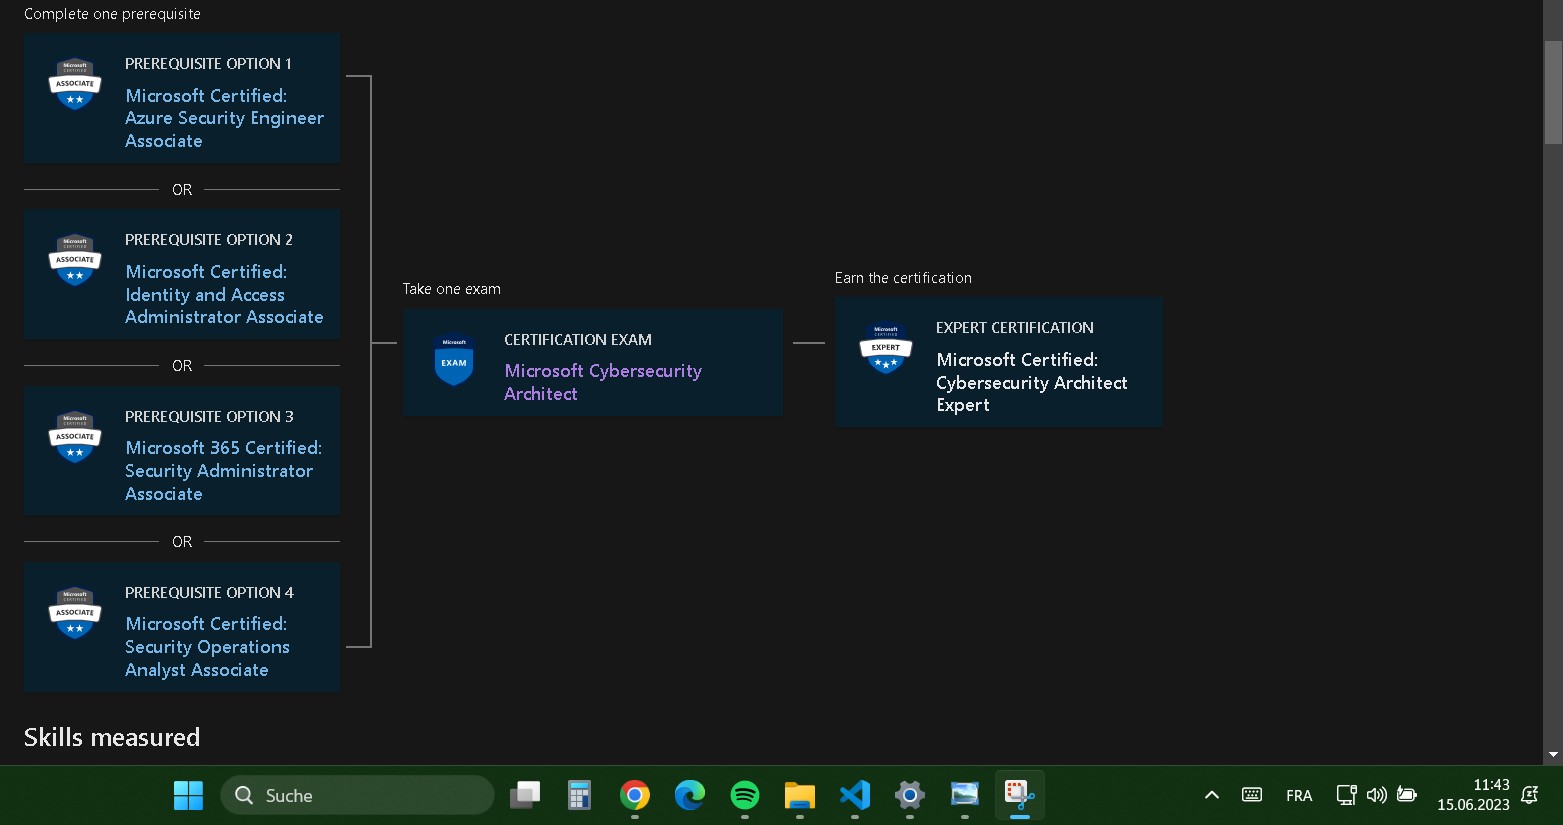 Complete one prerequisite
Microsoft
CERTIFIED
ASSOCIATE
PREREQUISITE OPTION 1
Microsoft Certified:
Azure Security Engineer
Associate
OR
Microsoft
CERTIFIED
ASSOCIATE
PREREQUISITE OPTION 2
Microsoft Certified:
Identity and Access
Administrator Associate
OR
Microsoft
CERTIFIED
ASSOCIATE
PREREQUISITE OPTION 3
Microsoft 365 Certified:
Security Administrator
Associate
OR
Microsoft
CERTIFIED
ASSOCIATE
PREREQUISITE OPTION 4
Microsoft Certified:
Security Operations
Analyst Associate
Take one exam
Microsoft
EXAM
CERTIFICATION EXAM
Microsoft Cybersecurity
Architect
Earn the certification
Microsoft
CERTIFIED
EXPERT
EXPERT CERTIFICATION
Microsoft Certified:
Cybersecurity Architect
Expert
Skills measured
Suche
FRA
11:43
15.06.2023